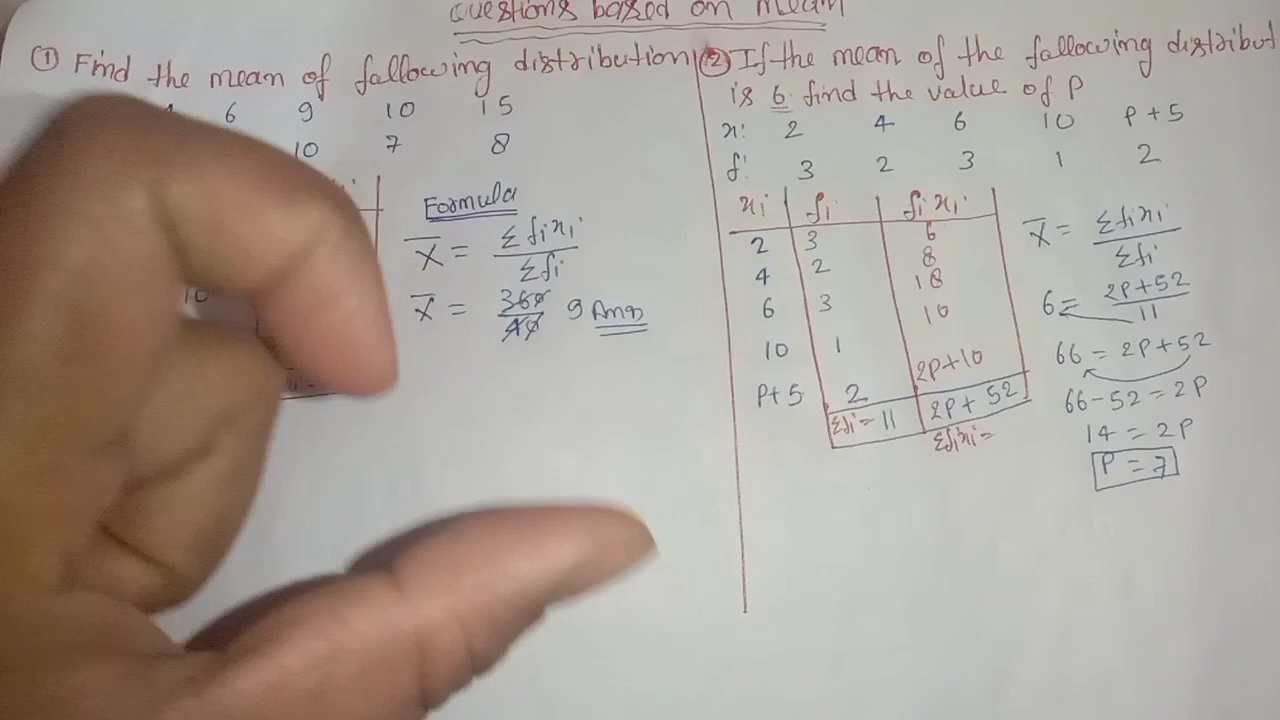 Questions based on mean
① Find the mean of fallowing distribution
4 6 9 10 15
10 7 8
Formula
x̄ = Σfixi / Σfi
x̄ = 360 / 40 9 Ans
10
② If the mean of the fallowing distribut
is 6 find the value of P
x: 2 4 6 10 P+5
f: 3 2 3 1 2
xi fi fixi
2 3 6
4 2 8
6 3 18
10 1 10
P+5 2 2P+10
Σfi = 11 2P+52
Σfixi =
x̄ = Σfixi / Σfi
6 = 2P+52 / 11
66 = 2P+52
66-52 = 2P
14 = 2P
P = 7